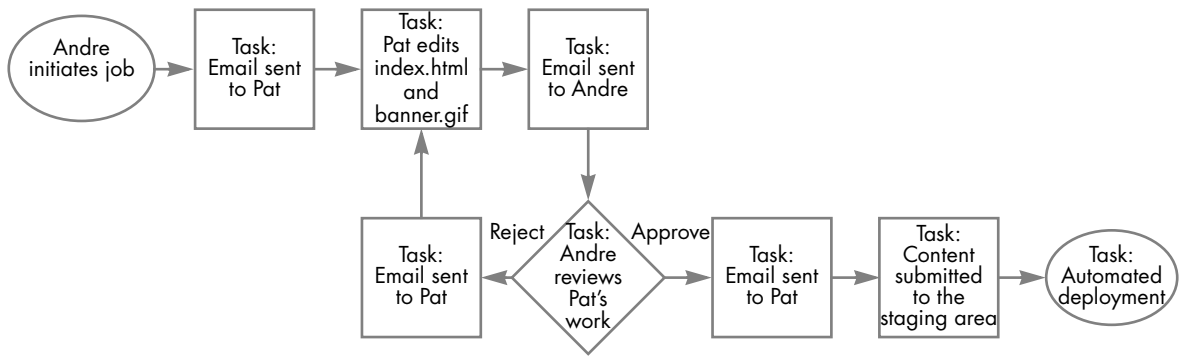 Andre
initiates job
Task:
Email sent
to Pat
Task:
Pat edits
index.html
and
banner.gif
Task:
Email sent
to Andre
Reject
Approve
Task:
Email sent
to Pat
Task:
Andre
reviews
Pat's
work
Task:
Email sent
to Pat
Task:
Content
submitted
to the
staging area
Task:
Automated
deployment